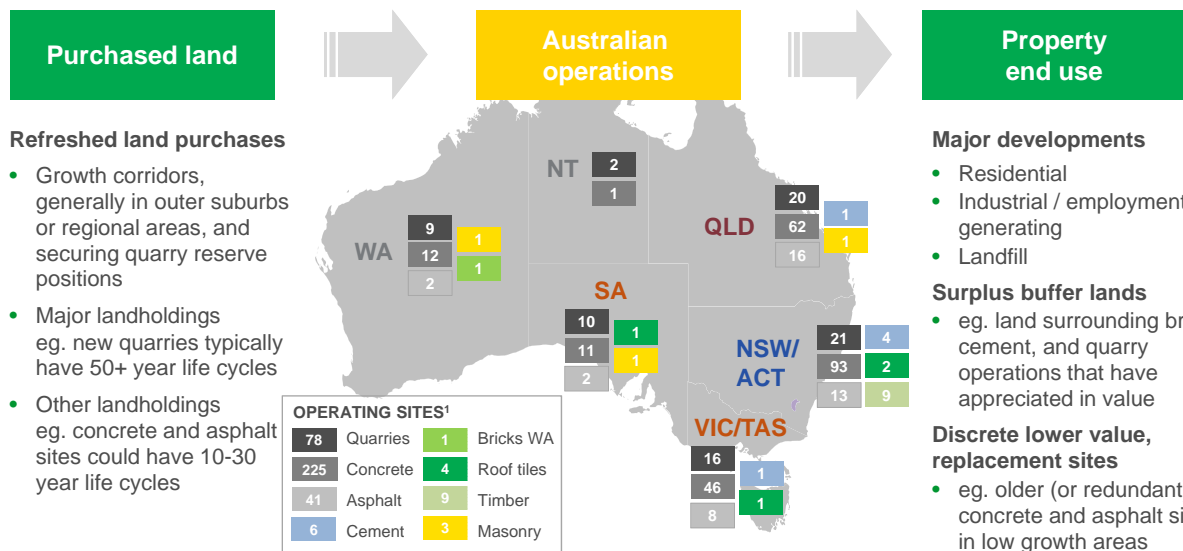 Purchased land
Australian
operations
Property
end use
Refreshed land purchases
• Growth corridors,
generally in outer suburbs
or regional areas, and
securing quarry reserve
positions
• Major landholdings
eg. new quarries typically
have 50+ year life cycles
• Other landholdings
eg. concrete and asphalt
sites could have 10-30
year life cycles
NT
2
1
WA
9
12
2
1
1
QLD
20
62
16
1
1
SA
10
11
2
1
1
NSW/
ACT
21
93
13
4
2
9
VIC/TAS
16
46
8
1
1
OPERATING SITES¹
78 Quarries 1 Bricks WA
225 Concrete 4 Roof tiles
41 Asphalt 9 Timber
6 Cement 3 Masonry
Major developments
• Residential
• Industrial / employment
generating
• Landfill
Surplus buffer lands
• eg. land surrounding
cement, and quarry
operations that have
appreciated in value
Discrete lower value,
replacement sites
• eg. older (or redundant
concrete and asphalt
in low growth areas